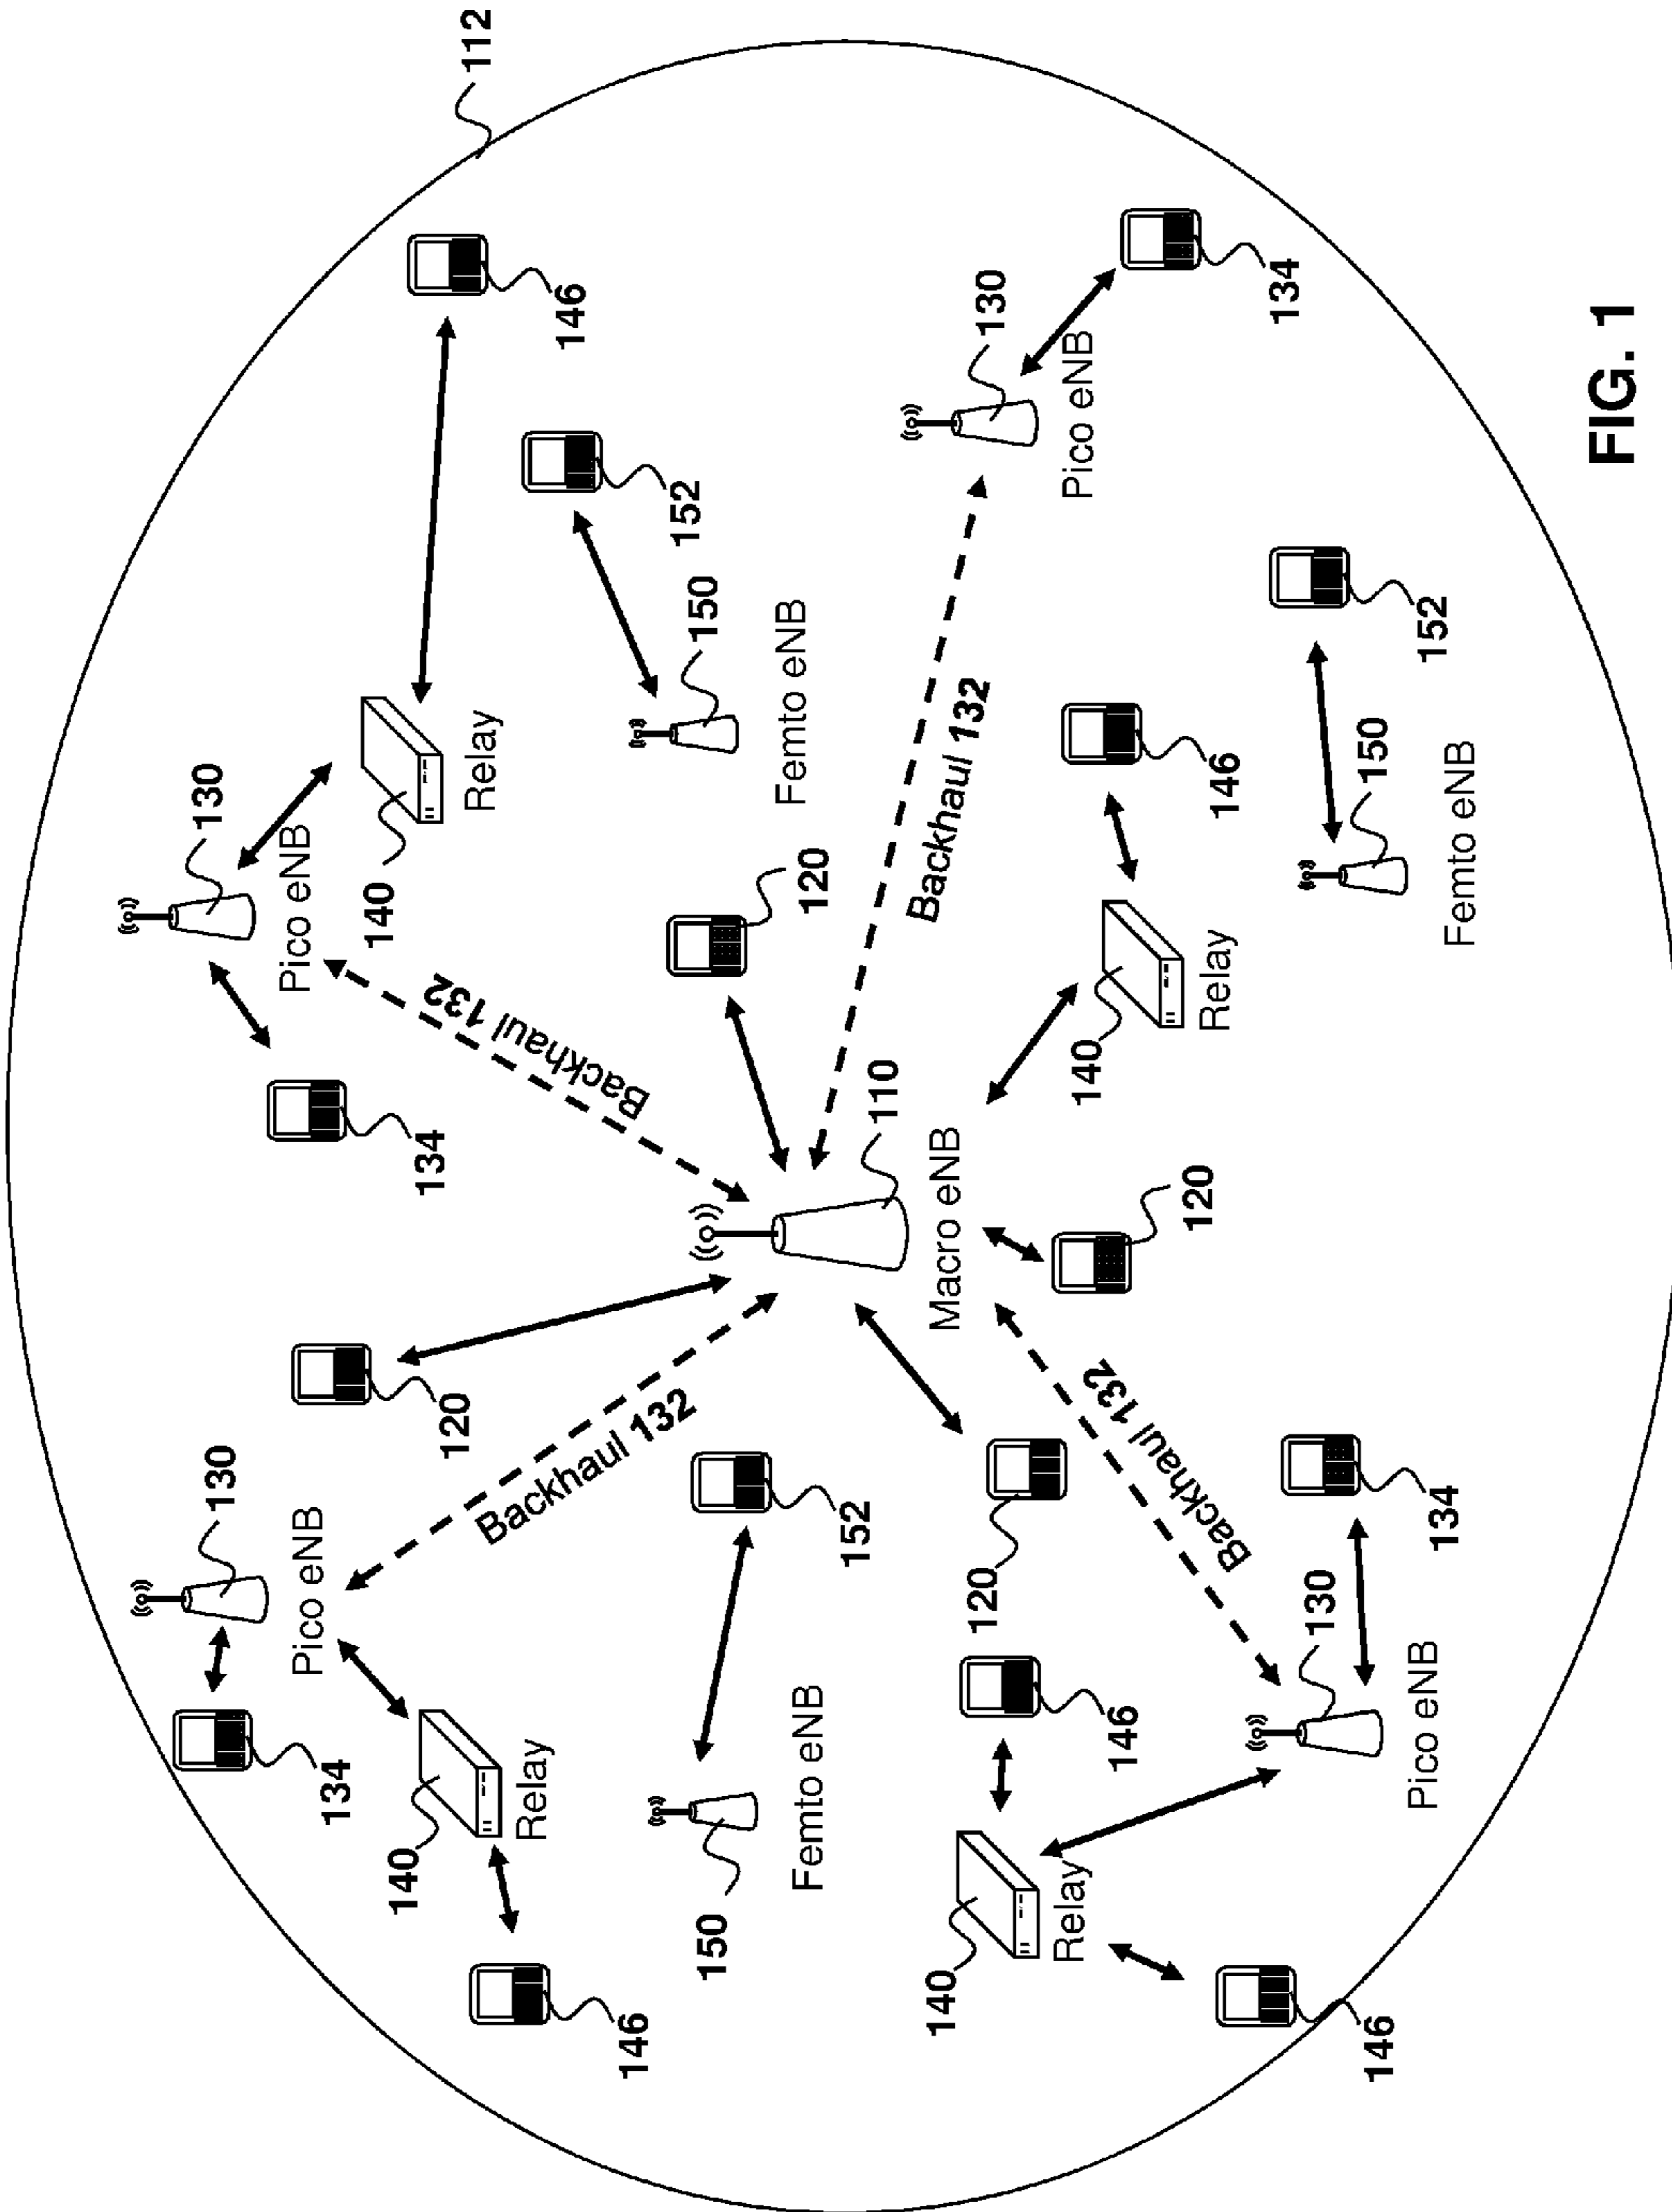 112
130
130
Pico eNB
Pico eNB
134
140
140
134
120
Relay
Relay
Backhaul 132
Backhaul 132
146
146
152
150
150
Femto eNB
Femto eNB
120
152
110
140
Macro eNB
Backhaul 132
120
130
Relay
Pico eNB
140
146
Backhaul 132
120
Relay
146
134
130
146
150
Pico eNB
134
152
Femto eNB
FIG. 1